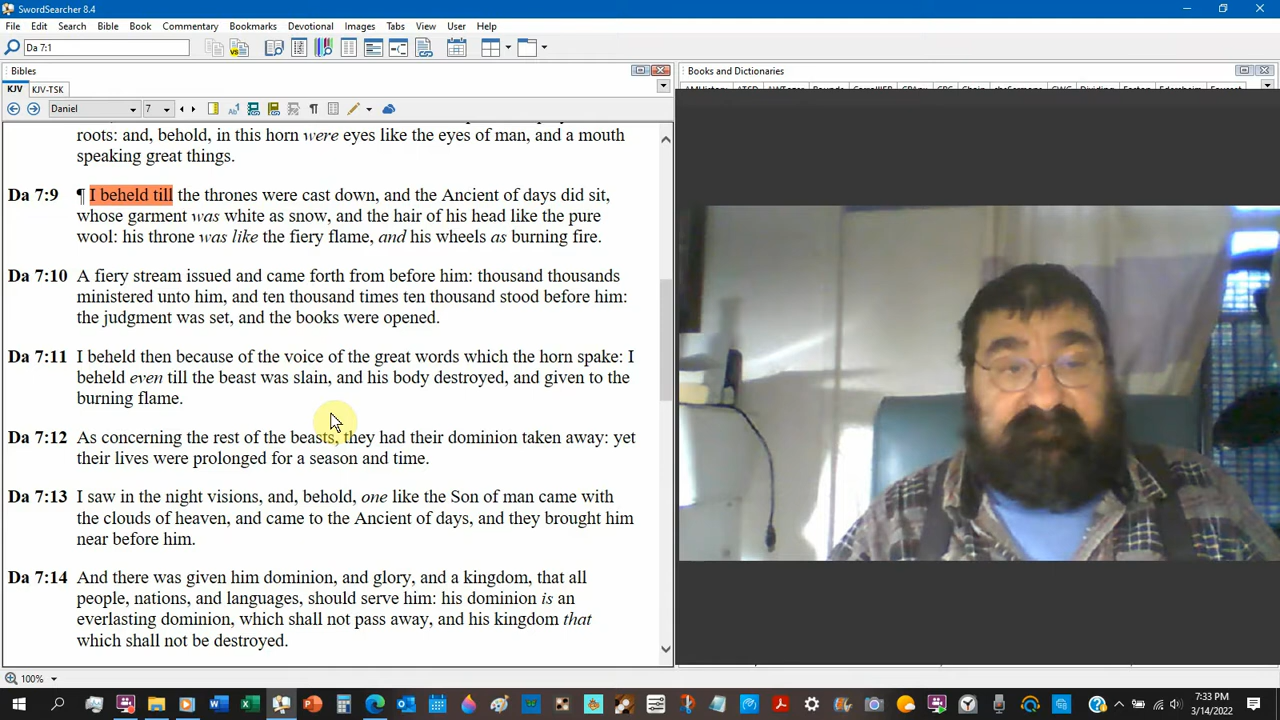 SwordSearcher 8.4
File Edit Search Bible Book Commentary Bookmarks Devotional Images Tabs View User Help
Da 7:1
Bibles
Books and Dictionaries
KJV KJV-TSK
Daniel 7
roots: and, behold, in this horn were eyes like the eyes of man, and a mouth
speaking great things.
Da 7:9 ¶ I beheld till the thrones were cast down, and the Ancient of days did sit,
whose garment was white as snow, and the hair of his head like the pure
wool: his throne was like the fiery flame, and his wheels as burning fire.
Da 7:10 A fiery stream issued and came forth from before him: thousand thousands
ministered unto him, and ten thousand times ten thousand stood before him:
the judgment was set, and the books were opened.
Da 7:11 I beheld then because of the voice of the great words which the horn spake: I
beheld even till the beast was slain, and his body destroyed, and given to the
burning flame.
Da 7:12 As concerning the rest of the beasts, they had their dominion taken away: yet
their lives were prolonged for a season and time.
Da 7:13 I saw in the night visions, and, behold, one like the Son of man came with
the clouds of heaven, and came to the Ancient of days, and they brought him
near before him.
Da 7:14 And there was given him dominion, and glory, and a kingdom, that all
people, nations, and languages, should serve him: his dominion is an
everlasting dominion, which shall not pass away, and his kingdom that
which shall not be destroyed.
100%
7:33 PM
3/14/2022